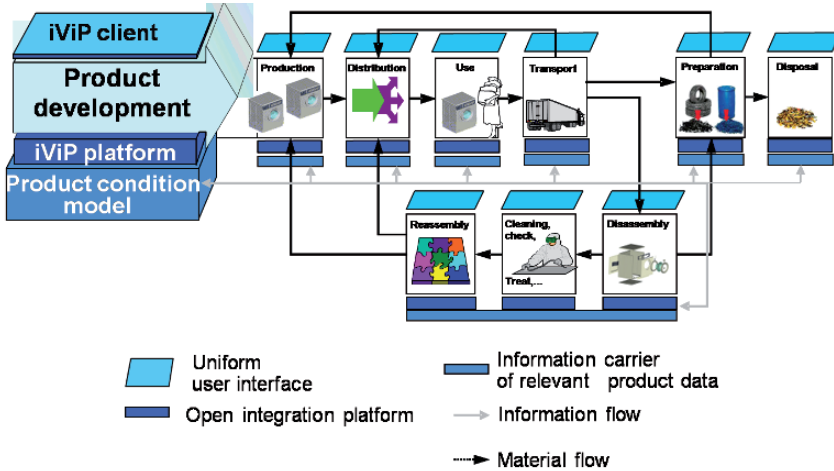 iViP client
Product
development
iViP platform
Product condition
model
Production
Distribution
Use
Transport
Preparation
Disposal
Reassembly
Cleaning,
check,
Treat,...
Disassembly
Uniform
user interface
Open integration platform
Information carrier
of relevant product data
Information flow
Material flow